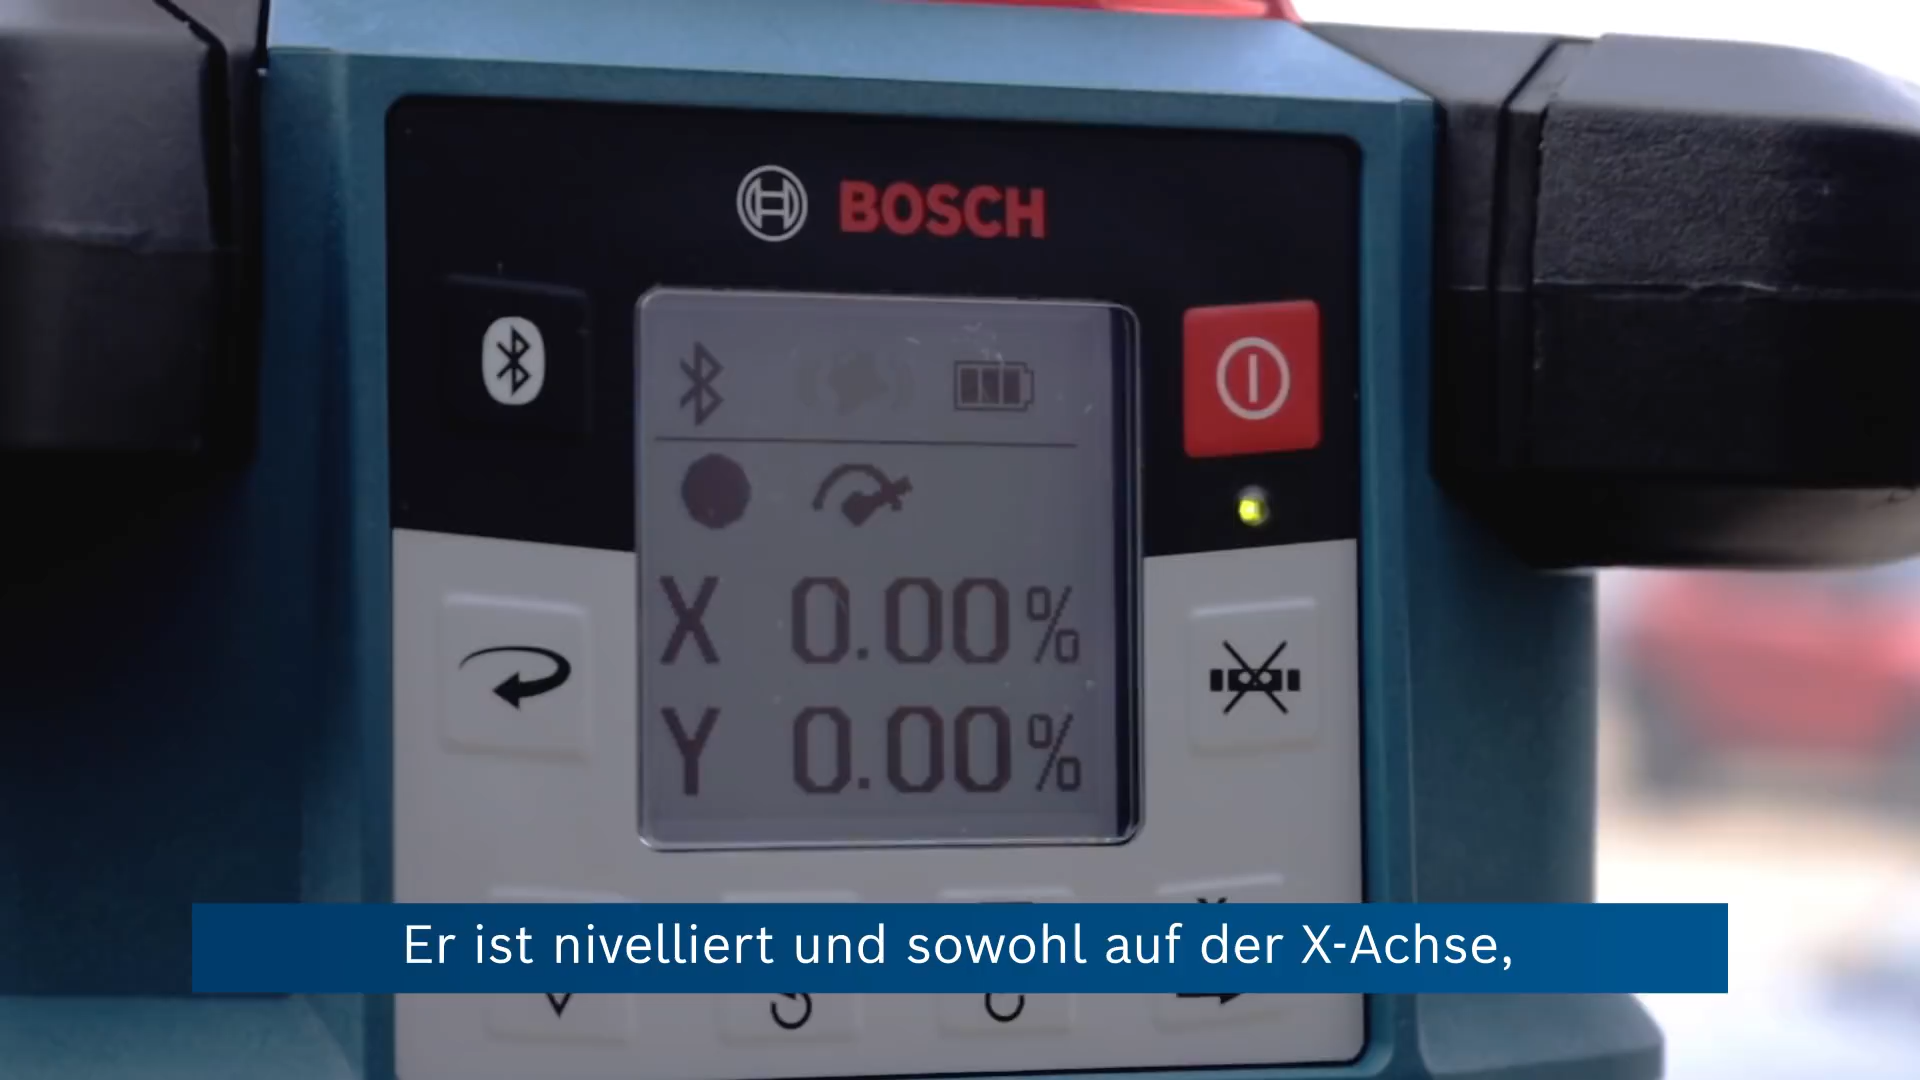 BOSCH
X 0.00%
Y 0.00%
Er ist nivelliert und sowohl auf der X-Achse,